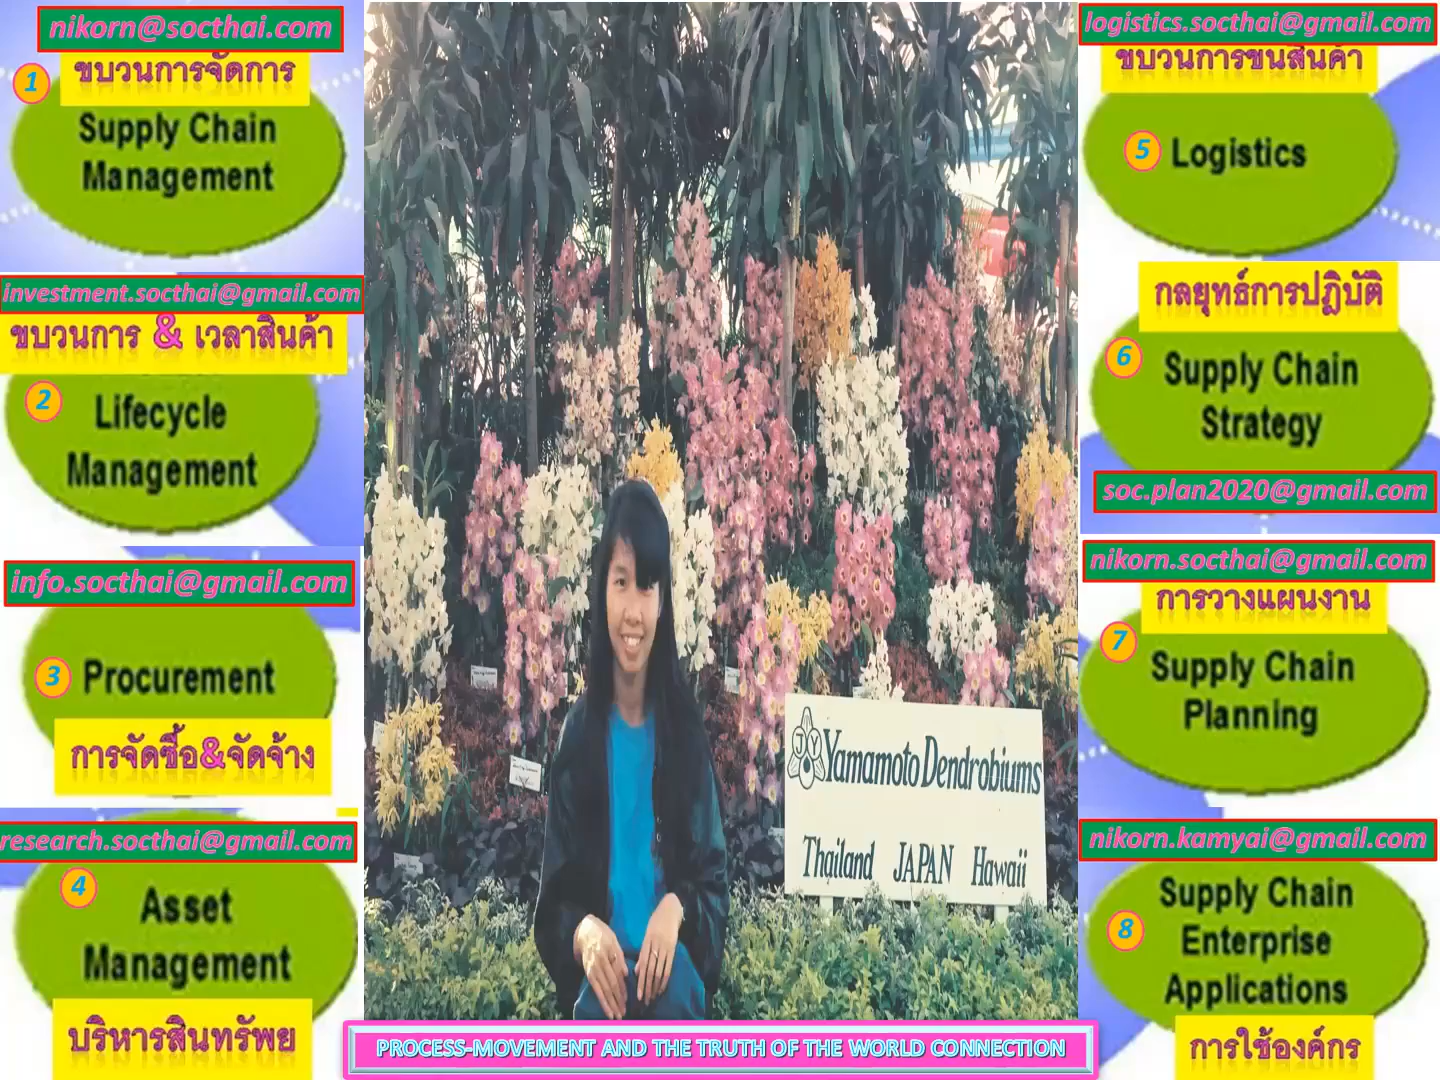 nikorn@socthai.com
1
ขบวนการจัดการ
Supply Chain
Management
investment.socthai@gmail.com
ขบวนการ & เวลาสินค้า
2
Lifecycle
Management
info.socthai@gmail.com
3
Procurement
การจัดซื้อ&จัดจ้าง
research.socthai@gmail.com
4
Asset
Management
บริหารสินทรัพย
JY
Yamamoto Dendrobiums
Thailand JAPAN Hawaii
PROCESS-MOVEMENT AND THE TRUTH OF THE WORLD CONNECTION
logistics.socthai@gmail.com
ขบวนการขนสินค้า
5
Logistics
กลยุทธ์การปฏิบัติ
6
Supply Chain
Strategy
soc.plan2020@gmail.com
nikorn.socthai@gmail.com
การวางแผนงาน
7
Supply Chain
Planning
nikorn.kamyai@gmail.com
8
Supply Chain
Enterprise
Applications
การใช้องค์กร